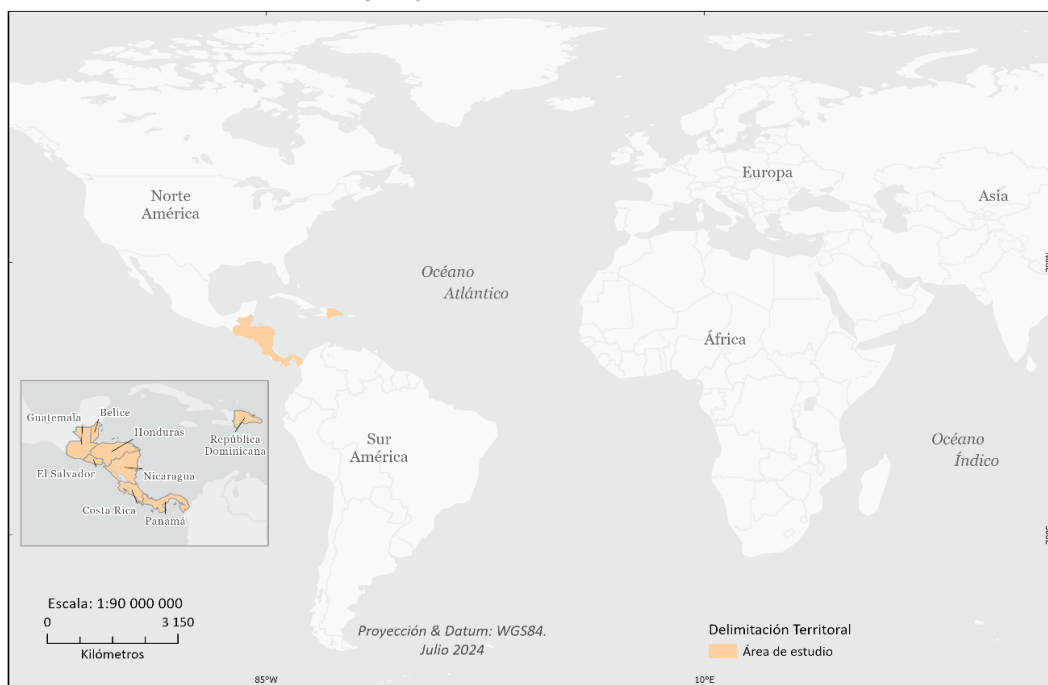 Norte
América
Europa
Asia
Océano
Atlántico
África
Guatemala
Belice
Honduras
República
Dominicana
El Salvador
Nicaragua
Costa Rica
Panamá
Sur
América
Océano
Índico
Escala: 1:90 000 000
0 3 150
Kilómetros
Proyección & Datum: WGS84.
Julio 2024
Delimitación Territorial
Área de estudio
85°W 10°E